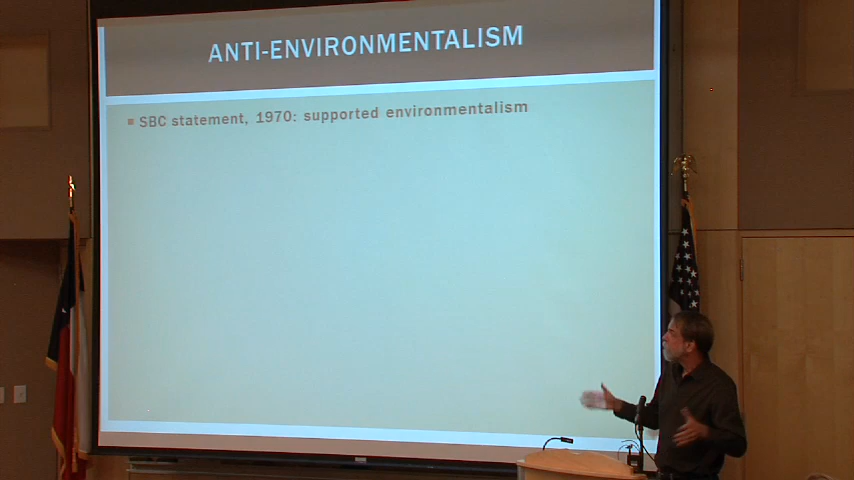 ANTI-ENVIRONMENTALISM
SBC statement, 1970: supported environmentalism